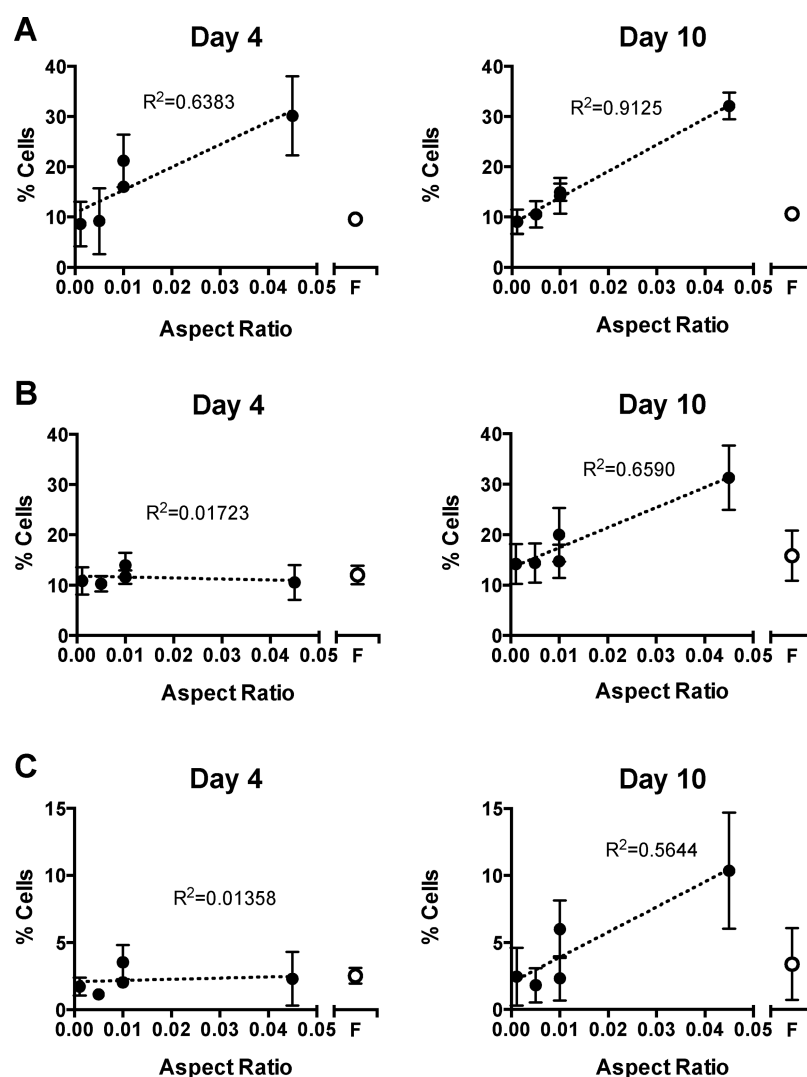 A
Day 4
Day 10
40
30
20
10
0
% Cells
R²=0.6383
0.00 0.01 0.02 0.03 0.04 0.05 F
Aspect Ratio
40
30
20
10
0
% Cells
R²=0.9125
0.00 0.01 0.02 0.03 0.04 0.05 F
Aspect Ratio
B
Day 4
Day 10
40
30
20
10
0
% Cells
R²=0.01723
0.00 0.01 0.02 0.03 0.04 0.05 F
Aspect Ratio
40
30
20
10
0
% Cells
R²=0.6590
0.00 0.01 0.02 0.03 0.04 0.05 F
Aspect Ratio
C
Day 4
Day 10
15
10
5
0
% Cells
R²=0.01358
0.00 0.01 0.02 0.03 0.04 0.05 F
Aspect Ratio
15
10
5
0
% Cells
R²=0.5644
0.00 0.01 0.02 0.03 0.04 0.05 F
Aspect Ratio